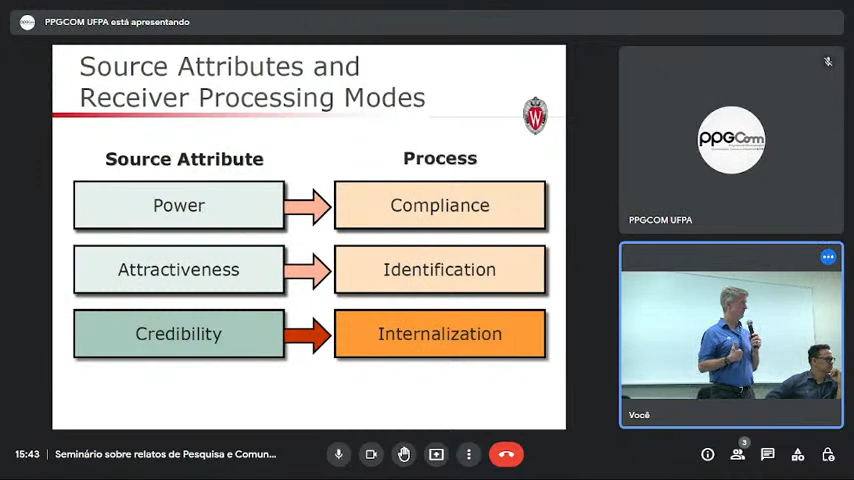 PPGCOM UFPA está apresentando
Source Attributes and
Receiver Processing Modes
W
Source Attribute
Process
Power
Compliance
Attractiveness
Identification
Credibility
Internalization
PPGCom
PPGCOM UFPA
Você
15:43
Seminário sobre relatos de Pesquisa e Comun...
3